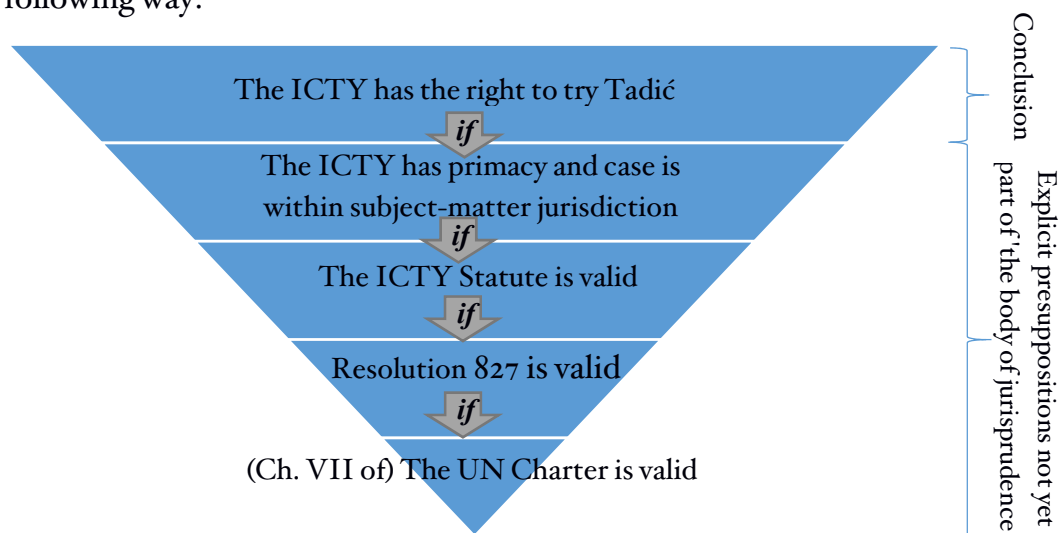 following way:
The ICTY has the right to try Tadić
if
The ICTY has primacy and case is
within subject-matter jurisdiction
if
The ICTY Statute is valid
if
Resolution 827 is valid
if
(Ch. VII of) The UN Charter is valid
Conclusion
Explicit presuppositions not yet
part of 'the body of jurisprudence